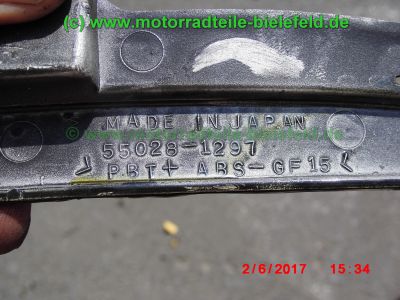 (c) www.motorradteile-bielefeld.de
MADE IN JAPAN
55028-1297
>PBT+ ABS-GF15<
2/6/2017 15:34